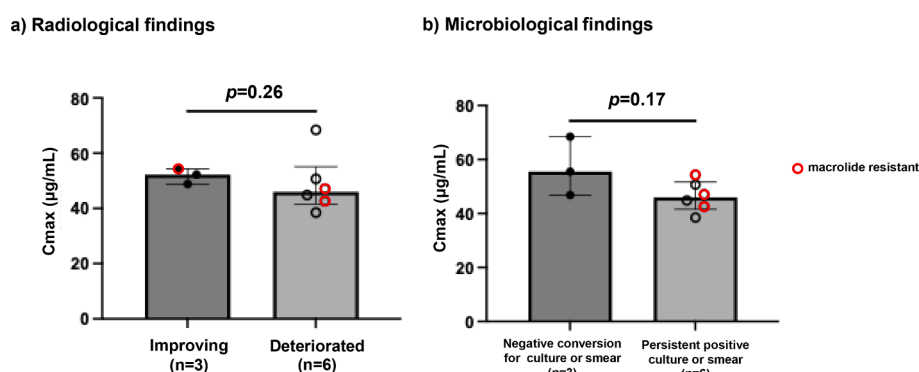 a) Radiological findings
b) Microbiological findings
p=0.26
80
60
40
20
0
Cmax (µg/mL)
Improving
(n=3)
Deteriorated
(n=6)
p=0.17
80
60
40
20
0
Cmax (µg/mL)
macrolide resistant
Negative conversion
for culture or smear
Persistent positive
culture or smear